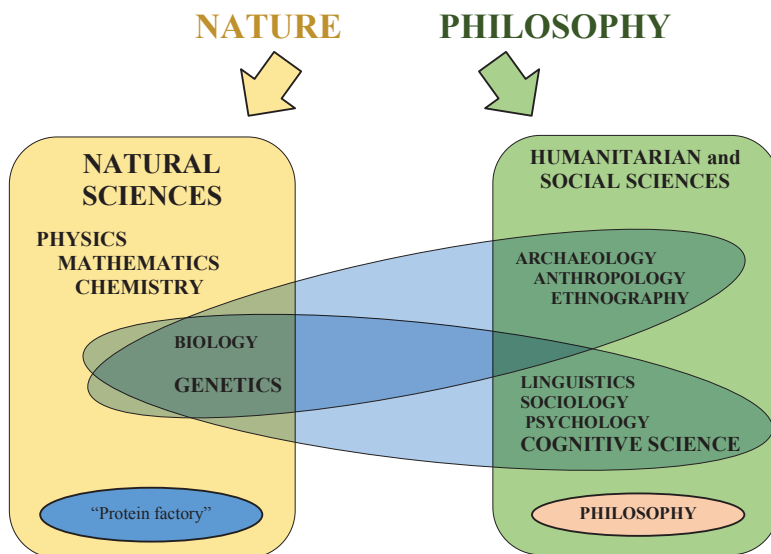 NATURE
PHILOSOPHY
NATURAL
SCIENCES
PHYSICS
MATHEMATICS
CHEMISTRY
BIOLOGY
GENETICS
“Protein factory”
HUMANITARIAN and
SOCIAL SCIENCES
ARCHAEOLOGY
ANTHROPOLOGY
ETHNOGRAPHY
LINGUISTICS
SOCIOLOGY
PSYCHOLOGY
COGNITIVE SCIENCE
PHILOSOPHY